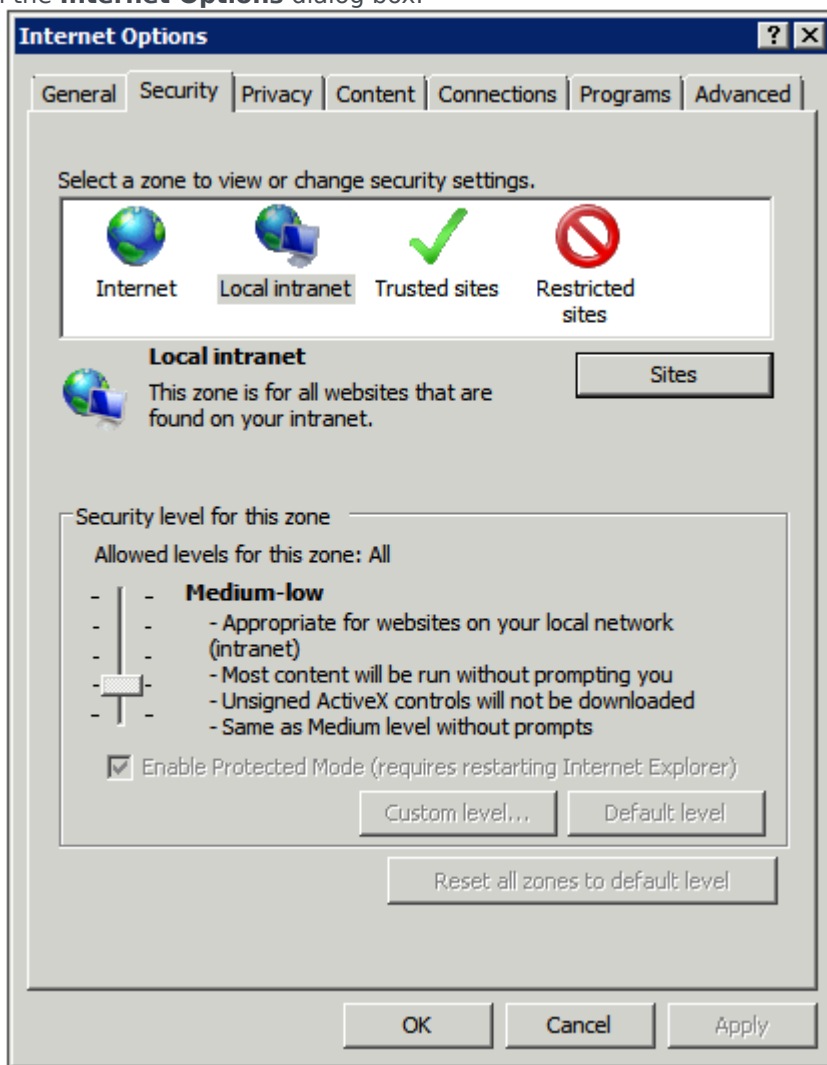 the Internet Options dialog box.
Internet Options
General Security Privacy Content Connections Programs Advanced
Select a zone to view or change security settings.
Internet Local intranet Trusted sites Restricted
sites
Local intranet
Sites
This zone is for all websites that are
found on your intranet.
Security level for this zone
Allowed levels for this zone: All
Medium-low
- Appropriate for websites on your local network
(intranet)
- Most content will be run without prompting you
- Unsigned ActiveX controls will not be downloaded
- Same as Medium level without prompts
Enable Protected Mode (requires restarting Internet Explorer)
Custom level... Default level
Reset all zones to default level
OK Cancel Apply